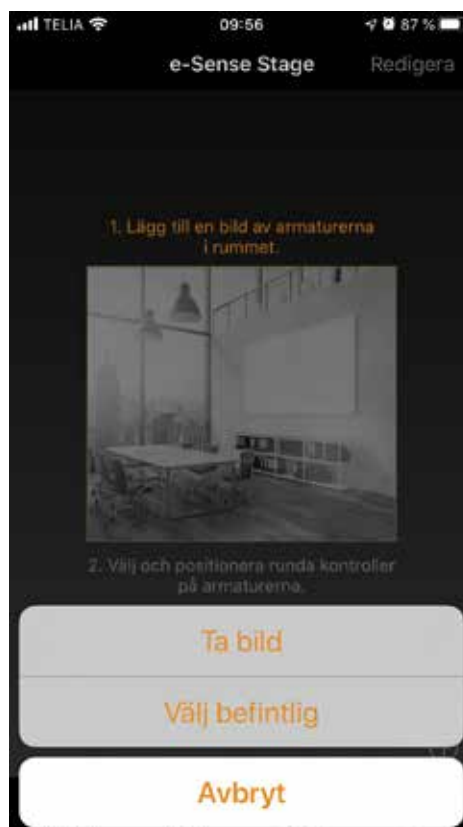 TELIA 09:56 87 %
e-Sense Stage Redigera
1. Lägg till en bild av armaturerna
i rummet.
2. Välj och positionera runda kontroller
på armaturerna.
Ta bild
Välj befintlig
Avbryt